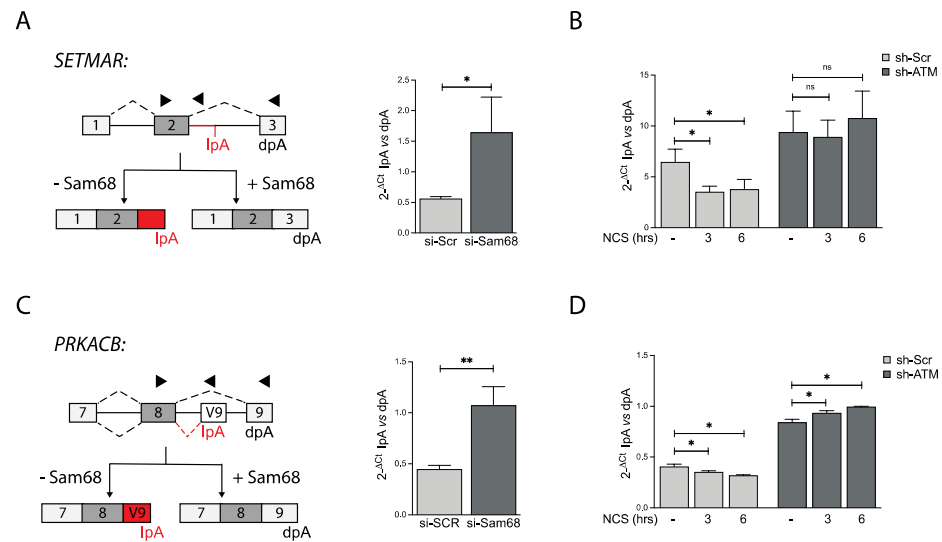 A
SETMAR:
1
2
3
IpA
dpA
- Sam68
+ Sam68
1 2
IpA
1 2 3
dpA
2-ΔCt IpA vs dpA
2.5
2.0
1.5
1.0
0.5
0.0
*
si-Scr si-Sam68
B
sh-Scr
sh-ATM
2-ΔCt IpA vs dpA
15
10
5
0
*
*
ns
ns
NCS (hrs) - 3 6 - 3 6
C
PRKACB:
7
8
V9
9
IpA
dpA
- Sam68
+ Sam68
7 8 V9
IpA
7 8 9
dpA
2-ΔCt IpA vs dpA
1.5
1.0
0.5
0.0
**
si-SCR si-Sam68
D
sh-Scr
sh-ATM
2-ΔCt IpA vs dpA
1.5
1.0
0.5
0.0
*
*
*
*
NCS (hrs) - 3 6 - 3 6